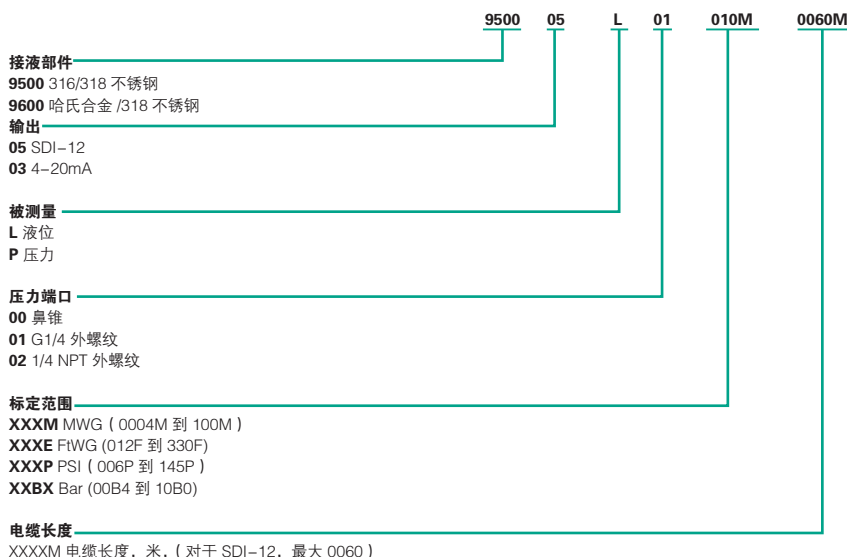 9500 05 L 01 010M 0060M
接液部件
9500 316/318 不锈钢
9600 哈氏合金 /318 不锈钢
输出
05 SDI-12
03 4-20mA
被测量
L 液位
P 压力
压力端口
00 鼻锥
01 G1/4 外螺纹
02 1/4 NPT 外螺纹
标定范围
XXXM MWG ( 0004M 到 100M )
XXXE FtWG (012F 到 330F)
XXXP PSI ( 006P 到 145P )
XXBX Bar (00B4 到 10B0)
电缆长度
XXXXM 电缆长度，米，( 对于 SDI-12，最大 0060 )